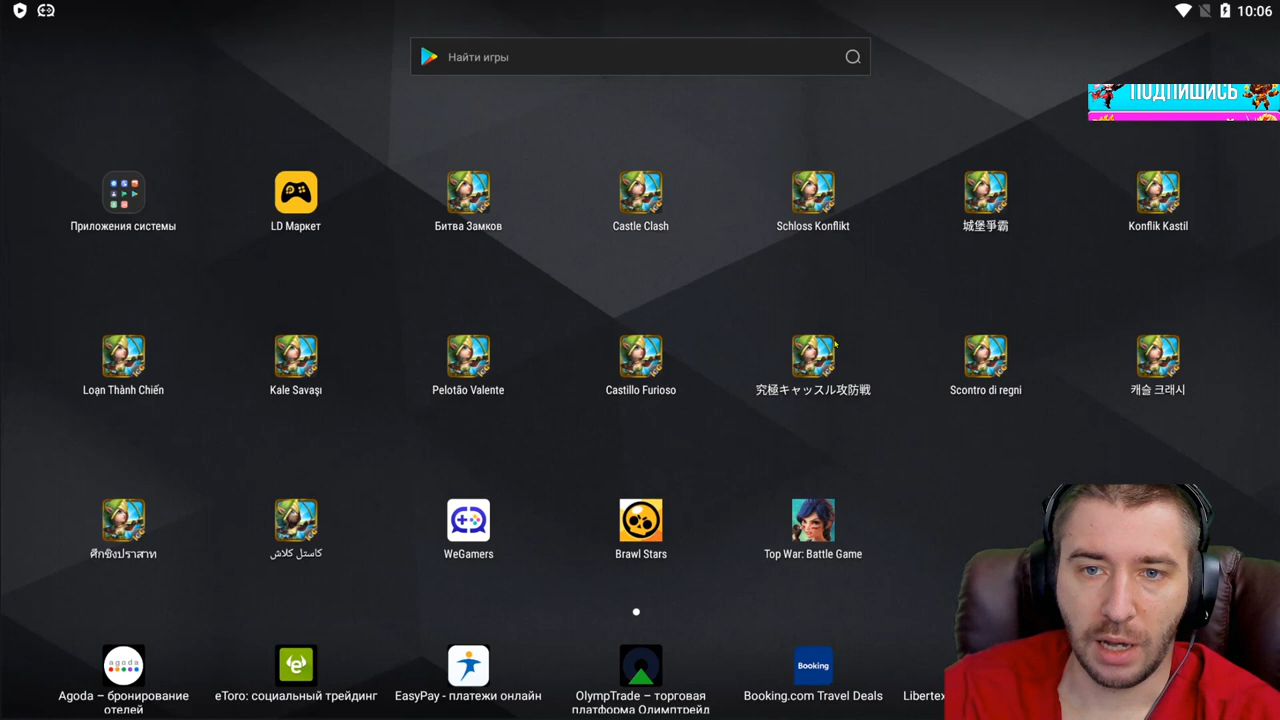 10:06
Найти игры
ПОДПИШИСЬ
Приложения системы
LD Маркет
Битва Замков
Castle Clash
Schloss Konflikt
城堡爭霸
Konflik Kastil
Loạn Thành Chiến
Kale Savaşı
Pelotão Valente
Castillo Furioso
究極キャッスル攻防戦
Scontro di regni
캐슬 크래시
ศึกชิงปราสาท
كاستل كلاش
WeGamers
Brawl Stars
Top War: Battle Game
agoda
Booking
Agoda – бронирование
отелей
eToro: социальный трейдинг
EasyPay - платежи онлайн
OlympTrade – торговая
платформа Олимптрейд
Booking.com Travel Deals
Libertex